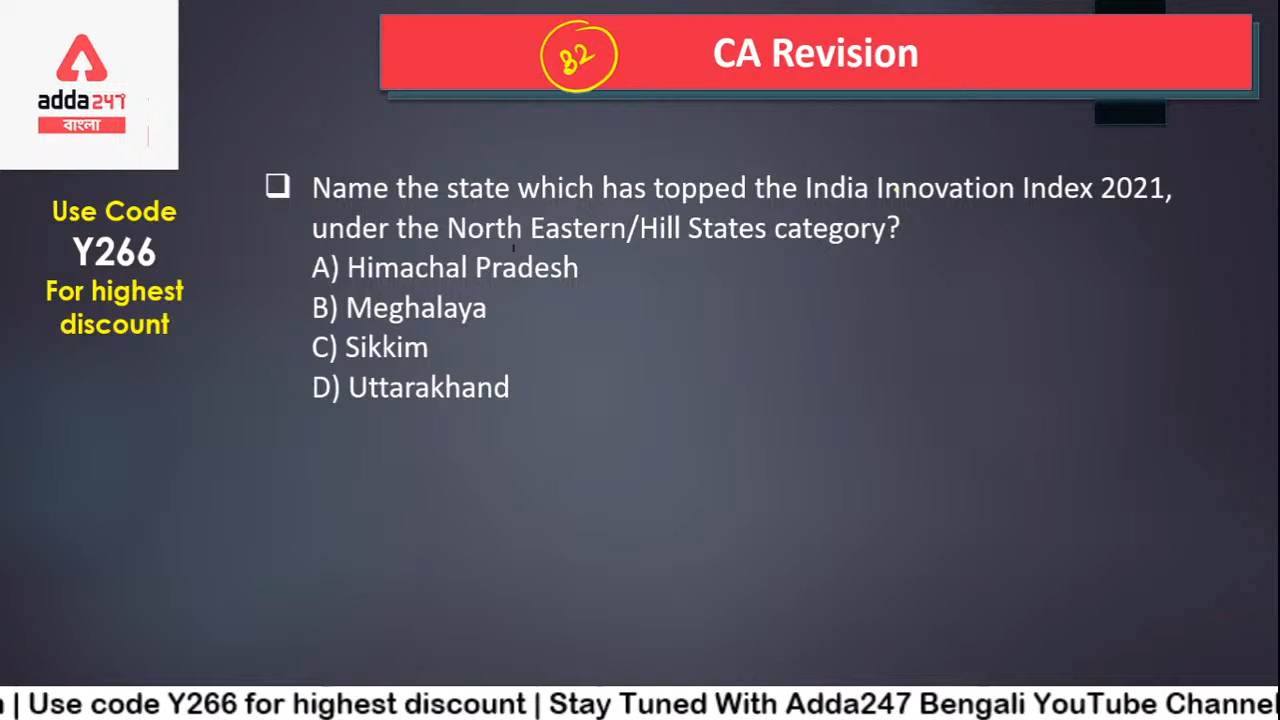 82
CA Revision
adda247
বাংলা
Use Code
Y266
For highest
discount
Name the state which has topped the India Innovation Index 2021,
under the North Eastern/Hill States category?
A) Himachal Pradesh
B) Meghalaya
C) Sikkim
D) Uttarakhand
| Use code Y266 for highest discount | Stay Tuned With Adda247 Bengali YouTube Channel